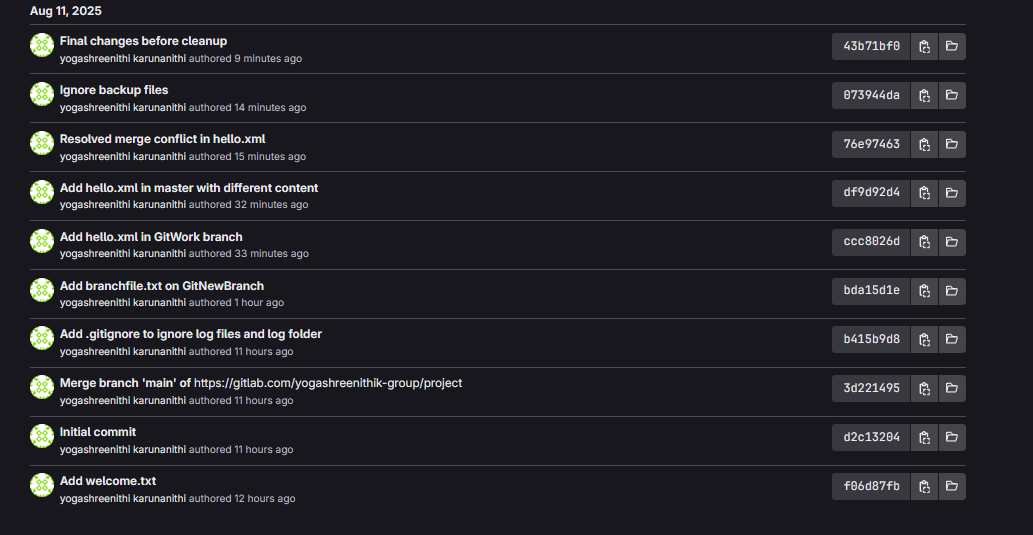 Aug 11, 2025
Final changes before cleanup
yogashreenithi karunanithi authored 9 minutes ago
43b71bf0
Ignore backup files
yogashreenithi karunanithi authored 14 minutes ago
073944da
Resolved merge conflict in hello.xml
yogashreenithi karunanithi authored 15 minutes ago
76e97463
Add hello.xml in master with different content
yogashreenithi karunanithi authored 32 minutes ago
df9d92d4
Add hello.xml in GitWork branch
yogashreenithi karunanithi authored 33 minutes ago
ccc8026d
Add branchfile.txt on GitNewBranch
yogashreenithi karunanithi authored 1 hour ago
bda15d1e
Add .gitignore to ignore log files and log folder
yogashreenithi karunanithi authored 11 hours ago
b415b9d8
Merge branch 'main' of https://gitlab.com/yogashreenithik-group/project
yogashreenithi karunanithi authored 11 hours ago
3d221495
Initial commit
yogashreenithi karunanithi authored 11 hours ago
d2c13204
Add welcome.txt
yogashreenithi karunanithi authored 12 hours ago
f06d87fb